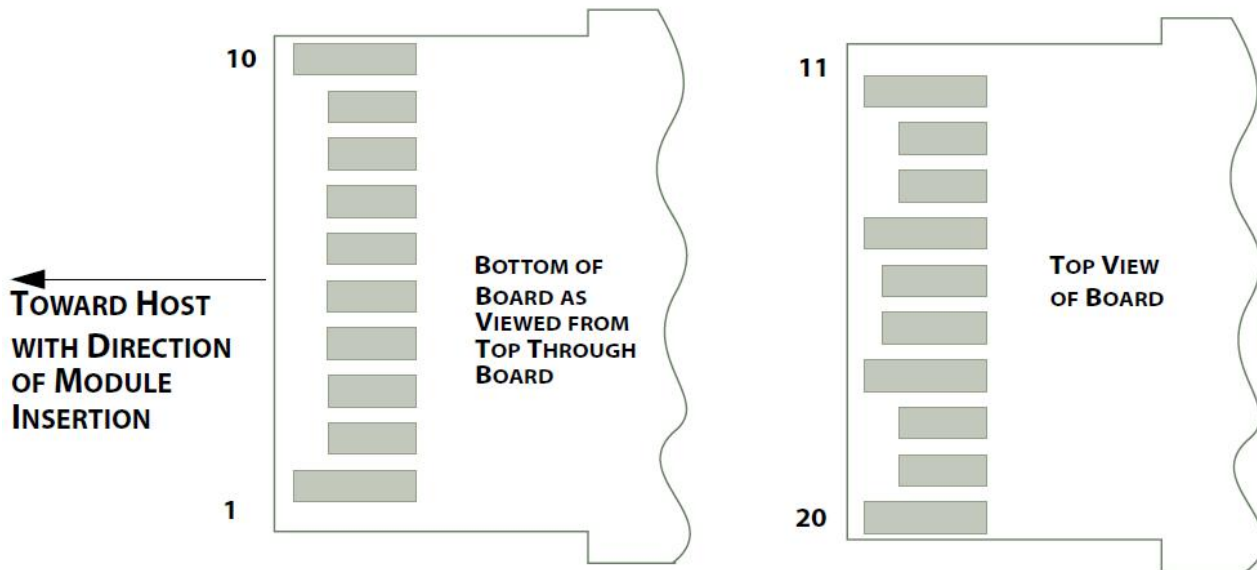 10
BOTTOM OF
BOARD AS
VIEWED FROM
TOP THROUGH
BOARD
TOWARD HOST
WITH DIRECTION
OF MODULE
INSERTION
1
11
TOP VIEW
OF BOARD
20